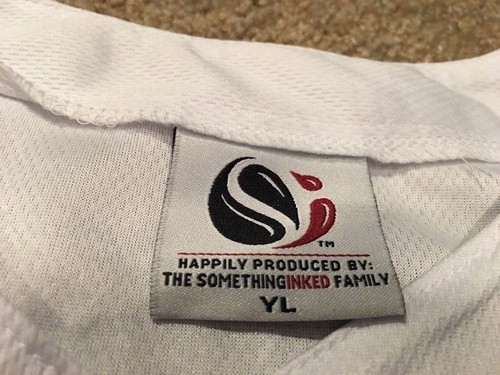 TM
HAPPILY PRODUCED BY:
THE SOMETHINGINKED FAMILY
YL